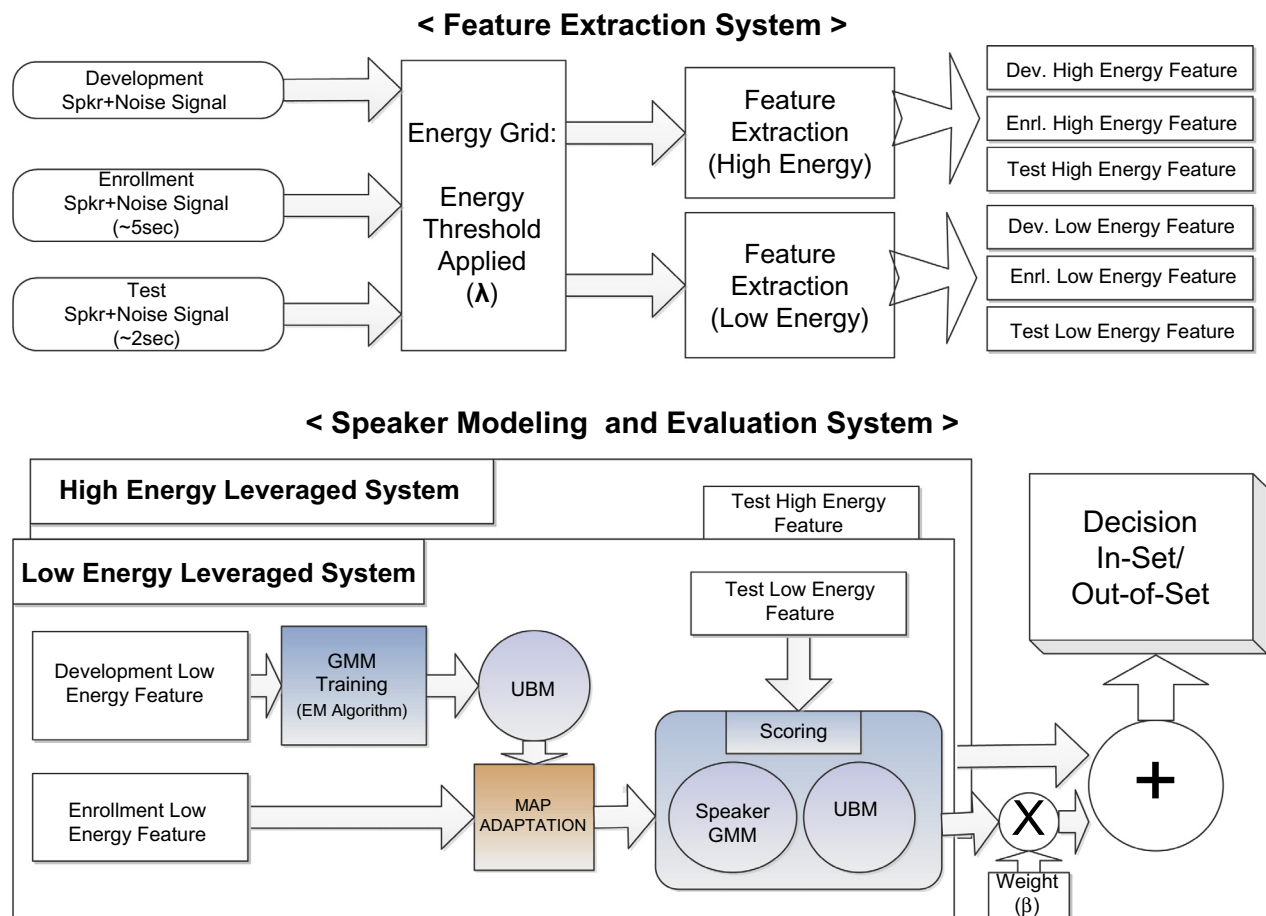 < Feature Extraction System >
Development
Spkr+Noise Signal
Enrollment
Spkr+Noise Signal
(~5sec)
Test
Spkr+Noise Signal
(~2sec)
Energy Grid:
Energy
Threshold
Applied
(λ)
Feature
Extraction
(High Energy)
Feature
Extraction
(Low Energy)
Dev. High Energy Feature
Enrl. High Energy Feature
Test High Energy Feature
Dev. Low Energy Feature
Enrl. Low Energy Feature
Test Low Energy Feature
< Speaker Modeling and Evaluation System >
High Energy Leveraged System
Test High Energy
Feature
Low Energy Leveraged System
Test Low Energy
Feature
Development Low
Energy Feature
GMM
Training
(EM Algorithm)
UBM
Enrollment Low
Energy Feature
MAP
ADAPTATION
Scoring
Speaker
GMM
UBM
X
Weight
(β)
+
Decision
In-Set/
Out-of-Set